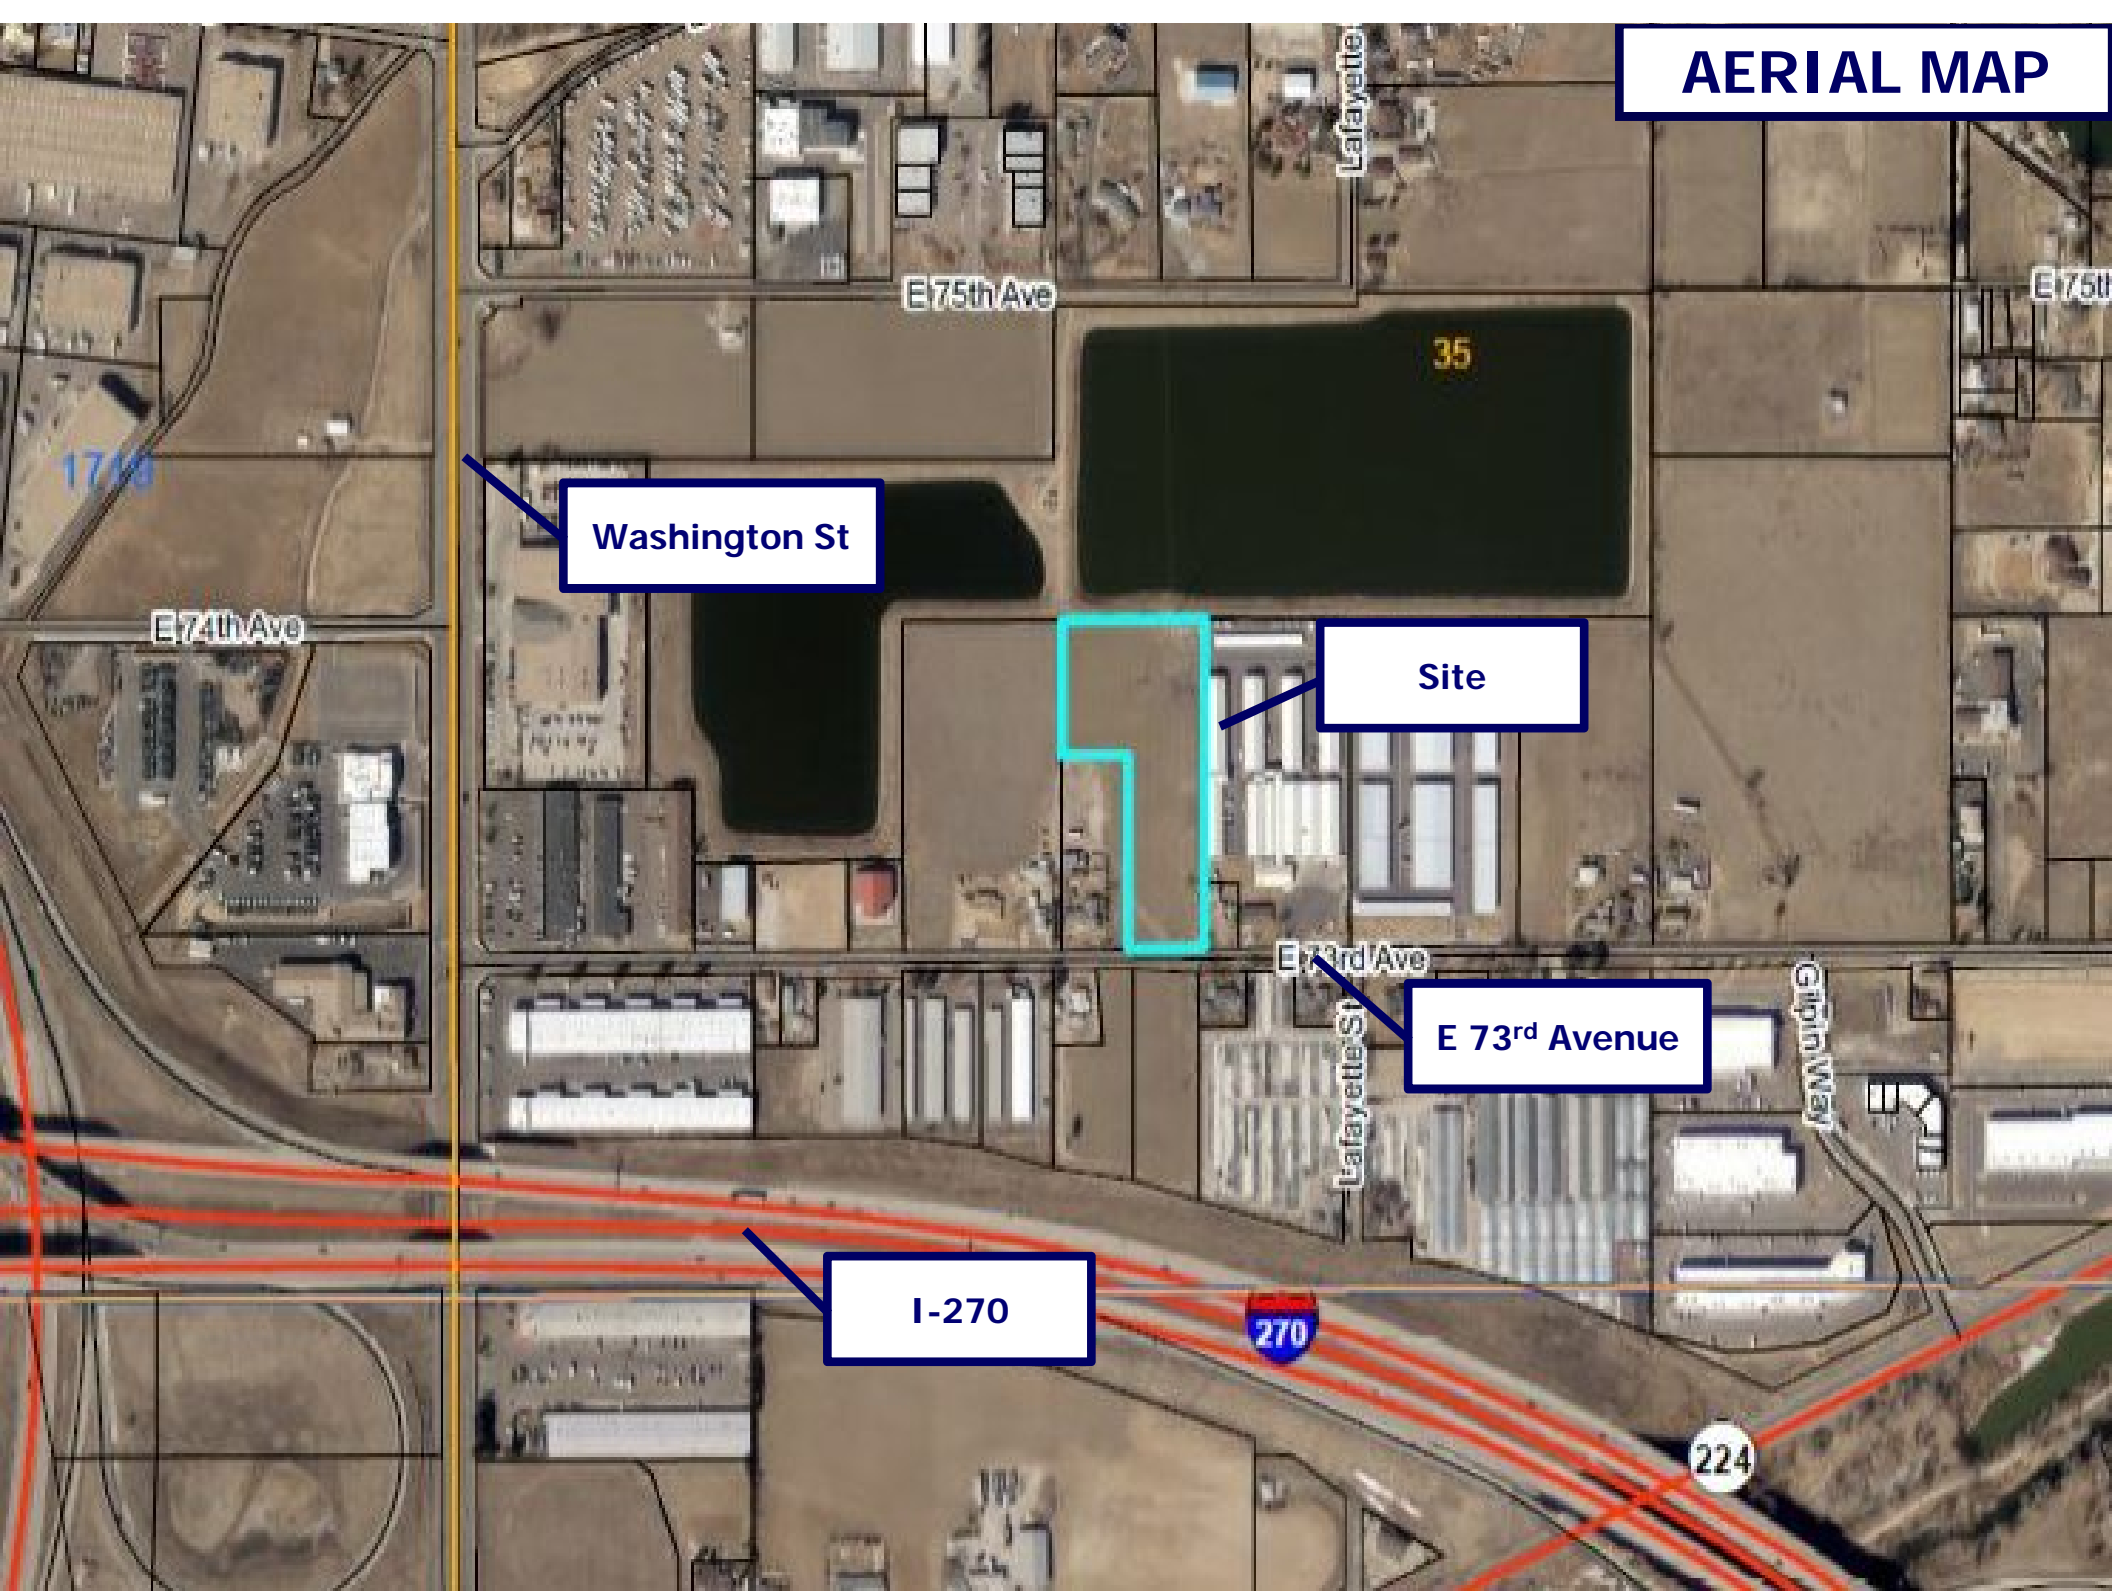 AERIAL MAP
Lafayette
E 75th Ave
E 75th
35
Washington St
E 74th Ave
Site
E 73rd Ave
E 73rd Avenue
Lafayette St
Gilpin Way
I-270
270
224